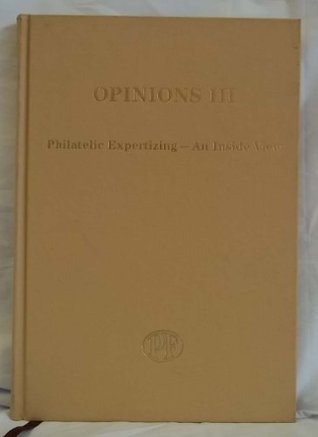 OPINIONS III
Philatelic Expertizing — An Inside View
PF